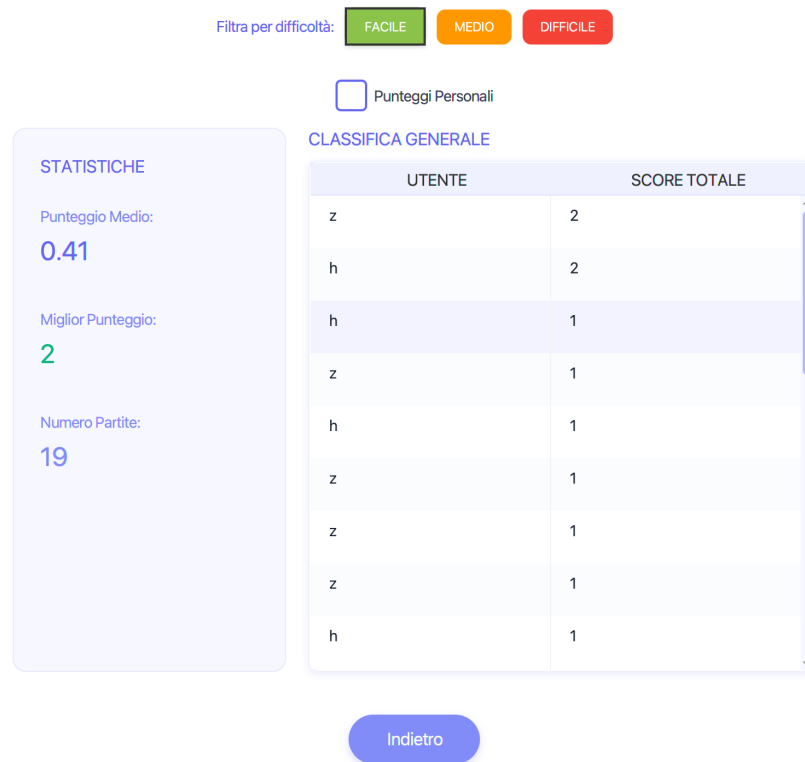 Filtra per difficoltà: FACILE MEDIO DIFFICILE
Punteggi Personali
STATISTICHE
Punteggio Medio:
0.41
Miglior Punteggio:
2
Numero Partite:
19
CLASSIFICA GENERALE
UTENTE SCORE TOTALE
z 2
h 2
h 1
z 1
h 1
z 1
z 1
z 1
h 1
Indietro